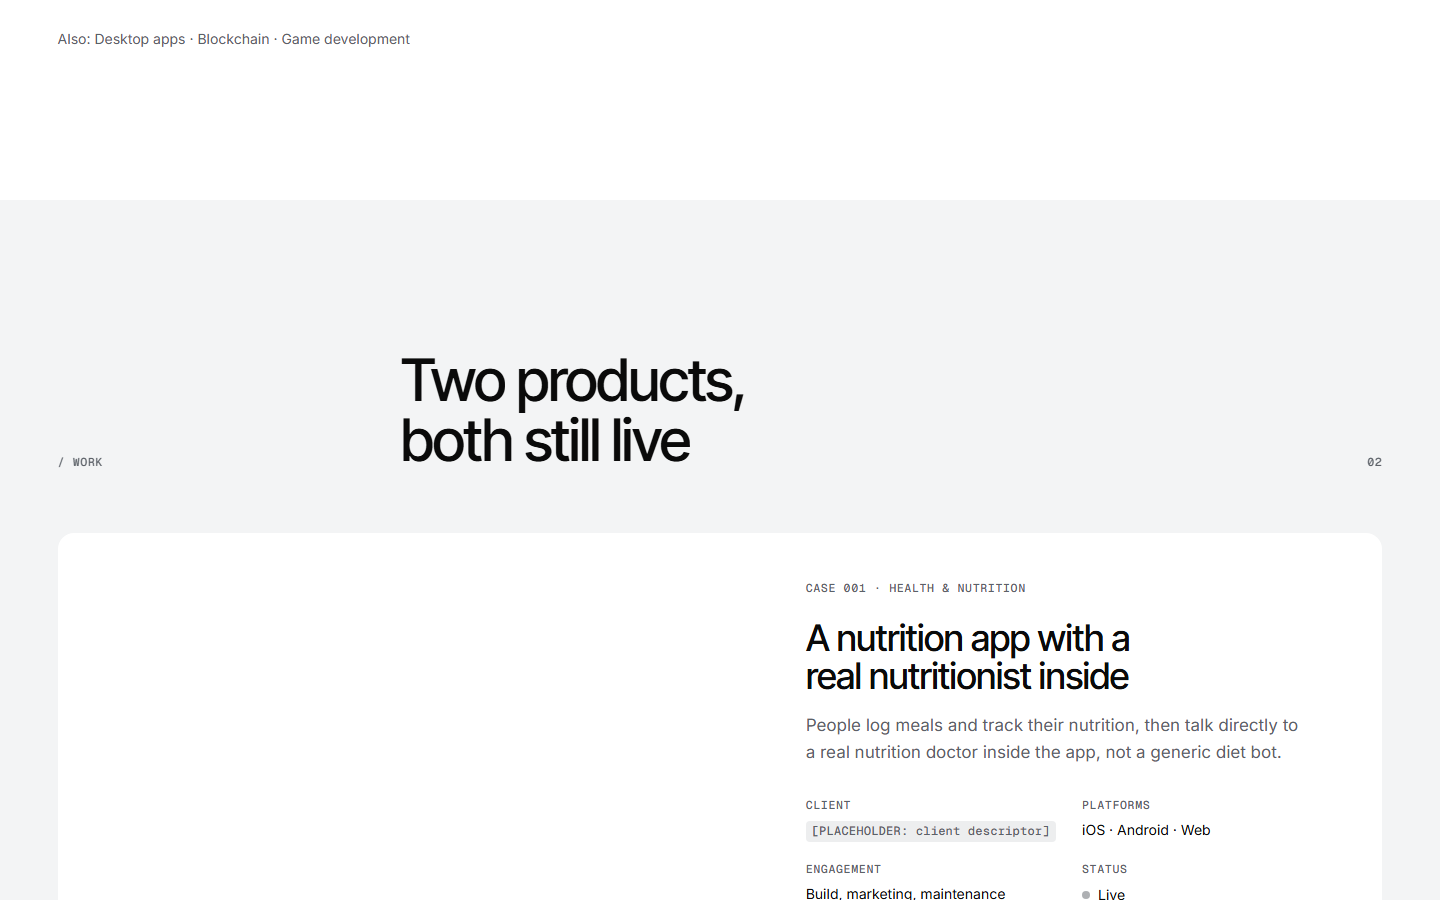 Also: Desktop apps · Blockchain · Game development
Two products,
both still live
/ WORK
02
CASE 001 · HEALTH & NUTRITION
A nutrition app with a
real nutritionist inside
People log meals and track their nutrition, then talk directly to
a real nutrition doctor inside the app, not a generic diet bot.
CLIENT
PLATFORMS
[PLACEHOLDER: client descriptor]
iOS · Android · Web
ENGAGEMENT
STATUS
Build, marketing, maintenance
Live